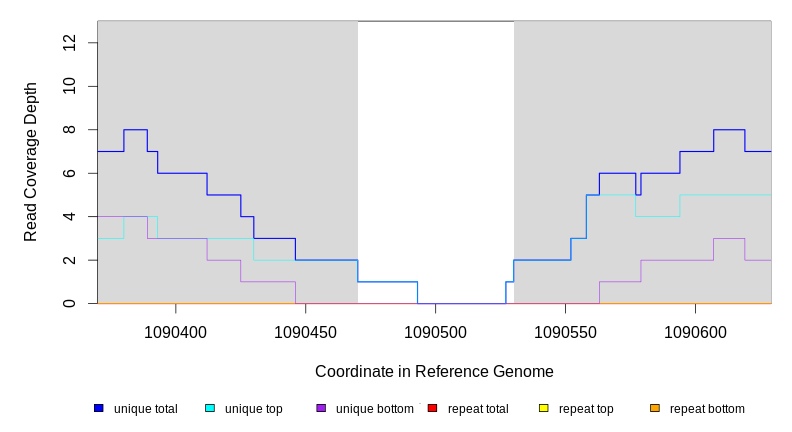 Read Coverage Depth
12
10
8
6
4
2
0
1090400 1090450 1090500 1090550 1090600
Coordinate in Reference Genome
unique total unique top unique bottom repeat total repeat top repeat bottom